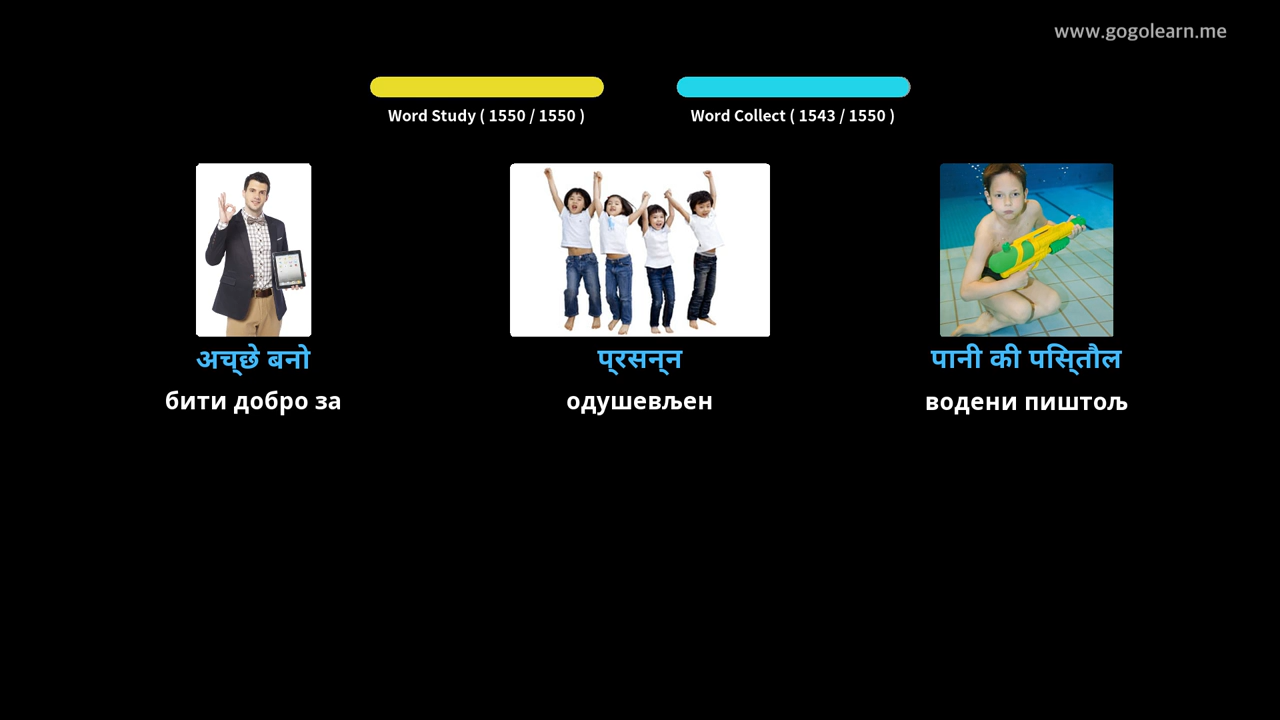 www.gogolearn.me
Word Study ( 1550 / 1550 )
Word Collect ( 1543 / 1550 )
अच्छे बनो
प्रसन्न
पानी की पिस्तौल
бити добро за
одушевљен
водени пиштољ